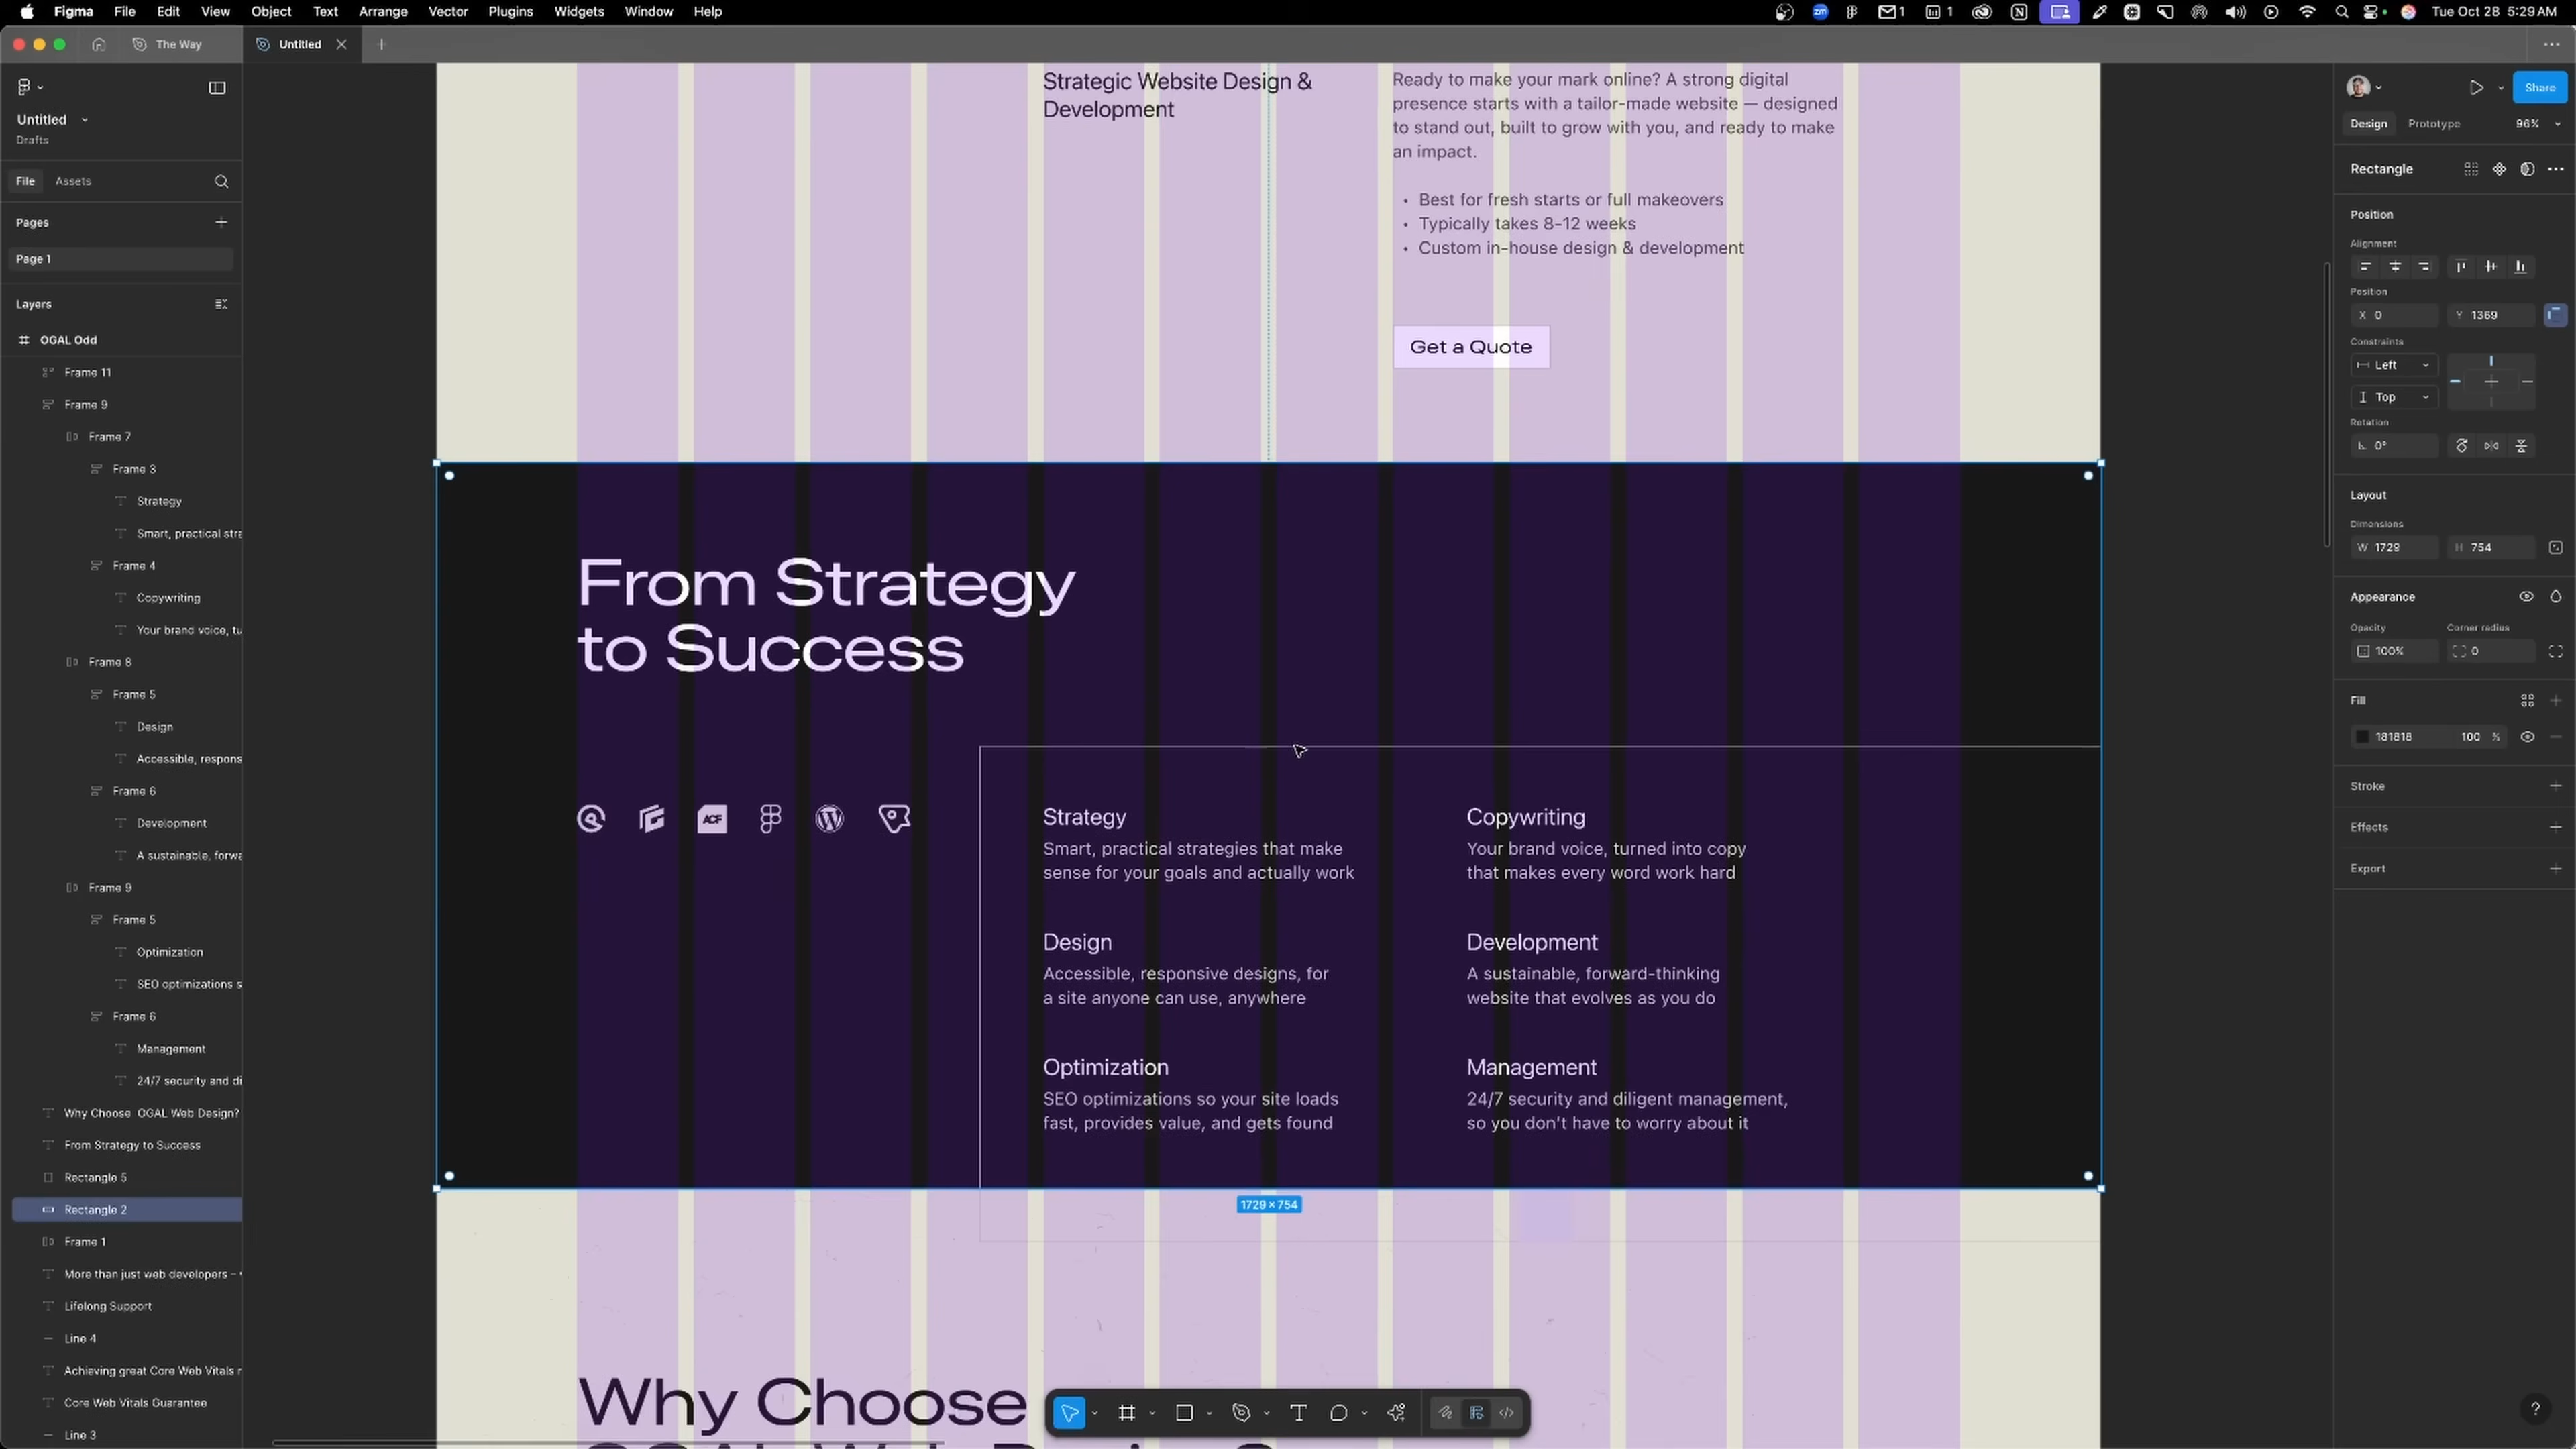 Figma File Edit View Object Text Arrange Vector Plugins Widgets Window Help
1 zm 1 Tue Oct 28 5:29 AM
The Way Untitled
Untitled
Drafts
File Assets
Pages
Page 1
Layers
OGAL Odd
Frame 11
Frame 9
Frame 7
Frame 3
Strategy
Smart, practical stra
Frame 4
Copywriting
Your brand voice, tu
Frame 8
Frame 5
Design
Accessible, respons
Frame 6
Development
A sustainable, forwa
Frame 9
Frame 5
Optimization
SEO optimizations s
Frame 6
Management
24/7 security and di
Why Choose OGAL Web Design?
From Strategy to Success
Rectangle 5
Rectangle 2
Frame 1
More than just web developers –
Lifelong Support
Line 4
Achieving great Core Web Vitals r
Core Web Vitals Guarantee
Line 3
Strategic Website Design &
Development
Ready to make your mark online? A strong digital
presence starts with a tailor-made website — designed
to stand out, built to grow with you, and ready to make
an impact.
• Best for fresh starts or full makeovers
• Typically takes 8-12 weeks
• Custom in-house design & development
Get a Quote
From Strategy
to Success
ACF
Strategy
Smart, practical strategies that make
sense for your goals and actually work
Copywriting
Your brand voice, turned into copy
that makes every word work hard
Design
Accessible, responsive designs, for
a site anyone can use, anywhere
Development
A sustainable, forward-thinking
website that evolves as you do
Optimization
SEO optimizations so your site loads
fast, provides value, and gets found
Management
24/7 security and diligent management,
so you don't have to worry about it
1729 × 754
Why Choose
Share
Design Prototype 96%
Rectangle
Position
Alignment
Position
X 0 Y 1369
Constraints
Left
Top
Rotation
0°
Layout
Dimensions
W 1729 H 754
Appearance
Opacity Corner radius
100% 0
Fill
181818 100 %
Stroke
Effects
Export
?